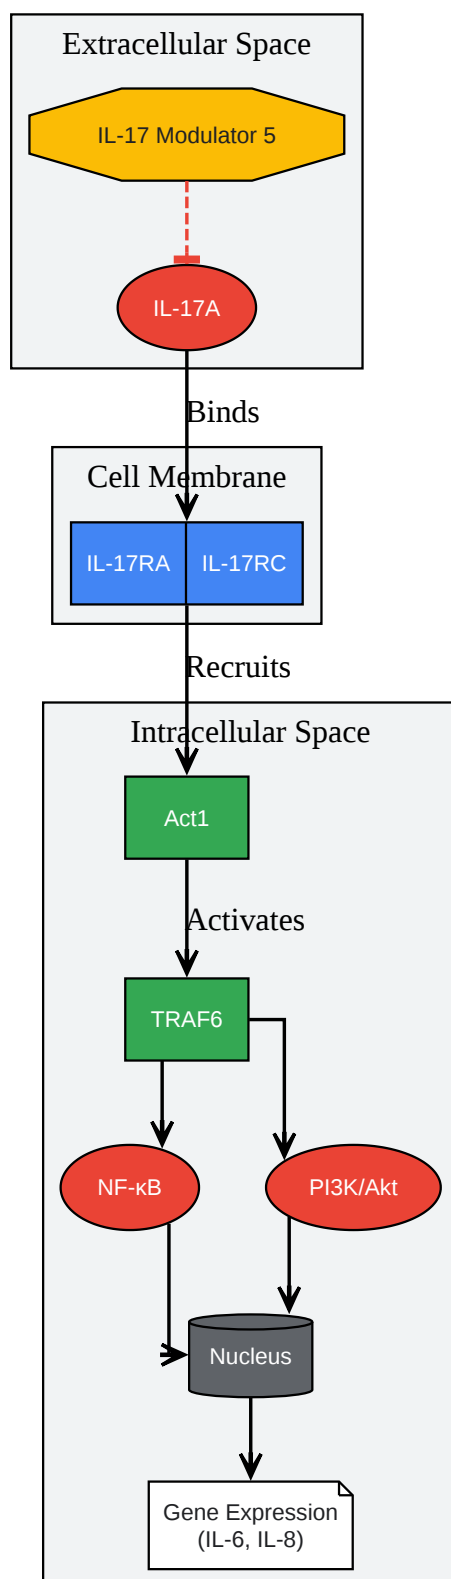 Extracellular Space
IL-17 Modulator 5
IL-17A
Binds
Cell Membrane
IL-17RA
IL-17RC
Recruits
Intracellular Space
Act1
Activates
TRAF6
NF-κB
PI3K/Akt
Nucleus
Gene Expression
(IL-6, IL-8)